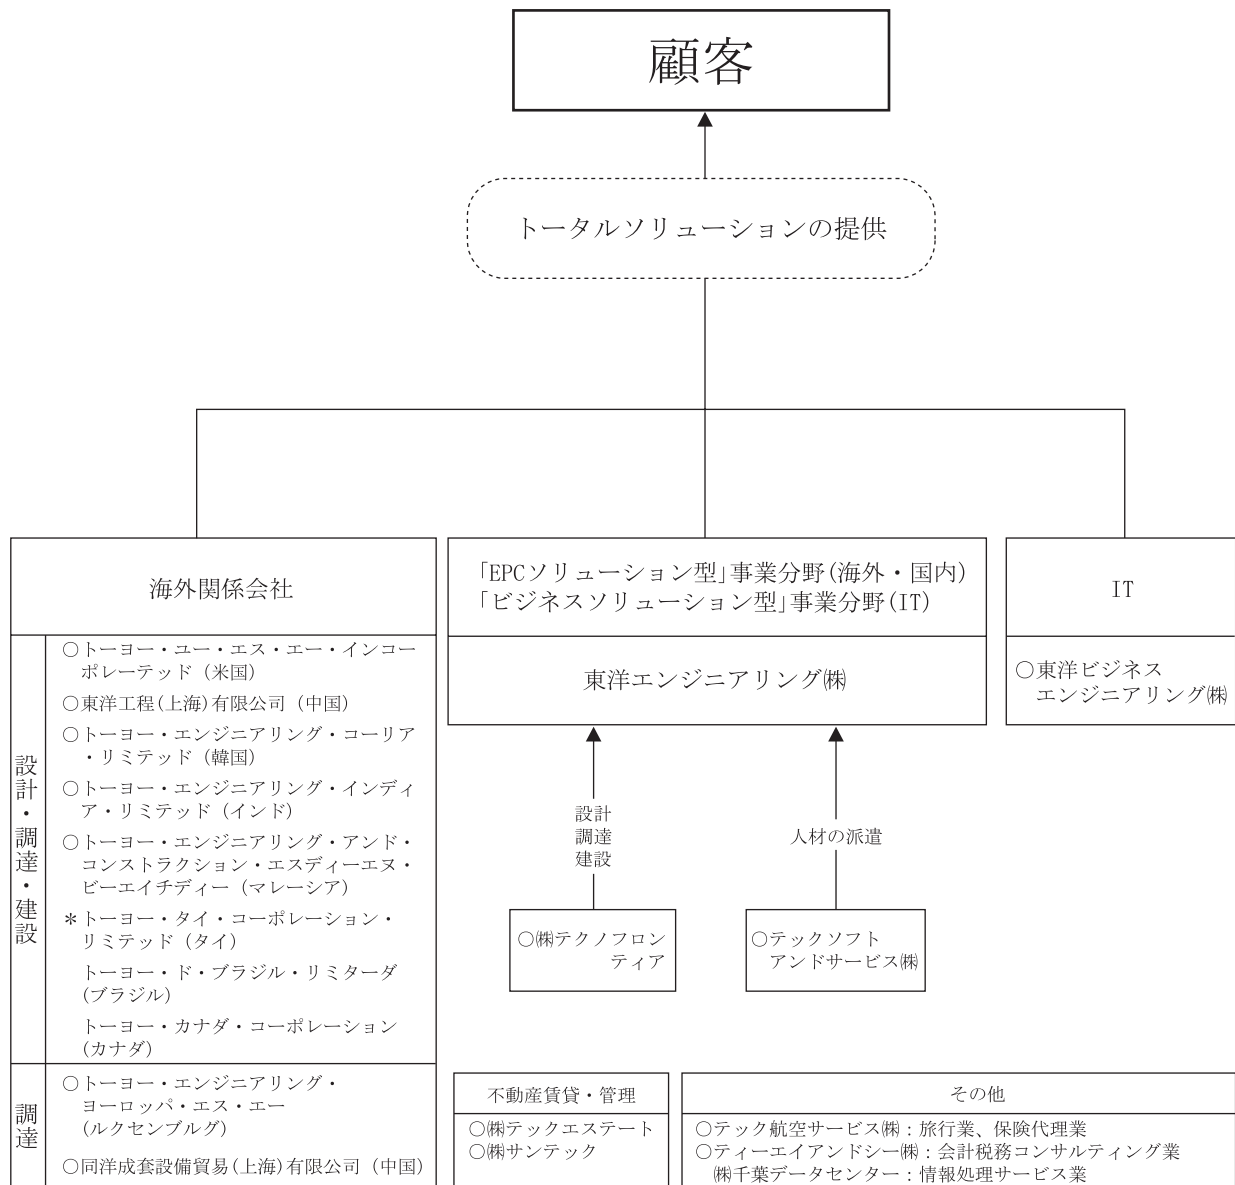 顧客
トータルソリューションの提供
海外関係会社
設計・調達・建設
○トーヨー・ユー・エス・エー・インコー
ポレーテッド（米国）
○東洋工程(上海)有限公司（中国）
○トーヨー・エンジニアリング・コーリア
・リミテッド（韓国）
○トーヨー・エンジニアリング・インディ
ア・リミテッド（インド）
○トーヨー・エンジニアリング・アンド・
コンストラクション・エスディーエヌ・
ビーエイチディー（マレーシア）
＊トーヨー・タイ・コーポレーション・
リミテッド（タイ）
トーヨー・ド・ブラジル・リミターダ
(ブラジル)
トーヨー・カナダ・コーポレーション
(カナダ)
調達
○トーヨー・エンジニアリング・
ヨーロッパ・エス・エー
(ルクセンブルグ)
○同洋成套設備貿易(上海)有限公司（中国）
「EPCソリューション型」事業分野(海外・国内)
「ビジネスソリューション型」事業分野(IT)
東洋エンジニアリング㈱
設計
調達
建設
人材の派遣
○㈱テクノフロン
ティア
○テックソフト
アンドサービス㈱
IT
○東洋ビジネス
エンジニアリング㈱
不動産賃貸・管理
○㈱テックエステート
○㈱サンテック
その他
○テック航空サービス㈱：旅行業、保険代理業
○ティーエイアンドシー㈱：会計税務コンサルティング業
㈱千葉データセンター：情報処理サービス業